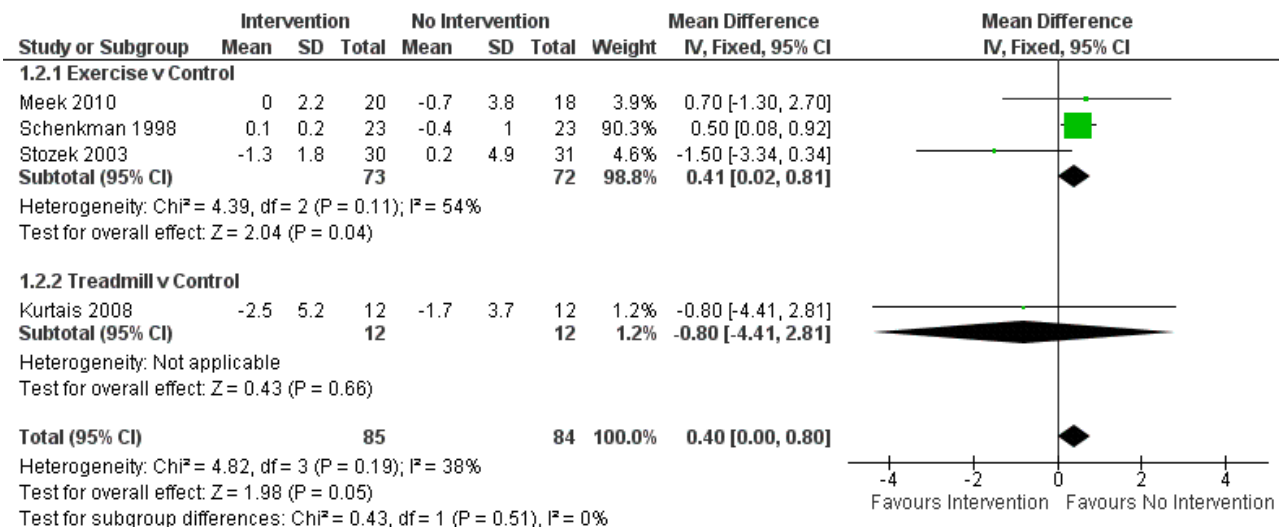 Intervention No Intervention Mean Difference Mean Difference
Study or Subgroup Mean SD Total Mean SD Total Weight IV, Fixed, 95% CI IV, Fixed, 95% CI
1.2.1 Exercise v Control
Meek 2010 0 2.2 20 -0.7 3.8 18 3.9% 0.70 [-1.30, 2.70]
Schenkman 1998 0.1 0.2 23 -0.4 1 23 90.3% 0.50 [0.08, 0.92]
Stozek 2003 -1.3 1.8 30 0.2 4.9 31 4.6% -1.50 [-3.34, 0.34]
Subtotal (95% CI) 73 72 98.8% 0.41 [0.02, 0.81]
Heterogeneity: Chi² = 4.39, df = 2 (P = 0.11); I² = 54%
Test for overall effect: Z = 2.04 (P = 0.04)
1.2.2 Treadmill v Control
Kurtais 2008 -2.5 5.2 12 -1.7 3.7 12 1.2% -0.80 [-4.41, 2.81]
Subtotal (95% CI) 12 12 1.2% -0.80 [-4.41, 2.81]
Heterogeneity: Not applicable
Test for overall effect: Z = 0.43 (P = 0.66)
Total (95% CI) 85 84 100.0% 0.40 [0.00, 0.80]
Heterogeneity: Chi² = 4.82, df = 3 (P = 0.19); I² = 38%
Test for overall effect: Z = 1.98 (P = 0.05)
Test for subgroup differences: Chi² = 0.43, df = 1 (P = 0.51), I² = 0%
-4 -2 0 2 4
Favours Intervention Favours No Intervention